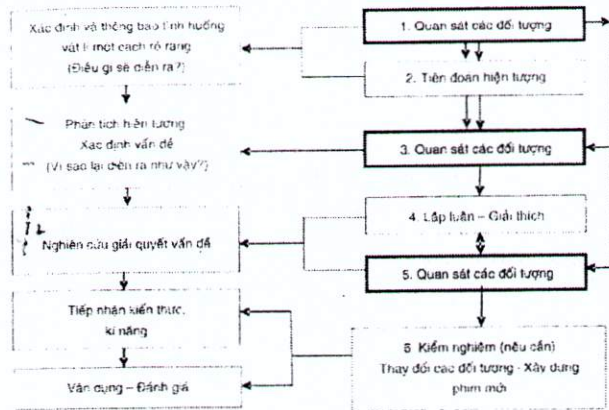 Xác định và thông báo tình huống
vật lí một cách rõ ràng
(Điều gì sẽ diễn ra?)
Phân tích hiện tượng
Xác định vấn đề
(Vì sao lại diễn ra như vậy?)
Nghiên cứu giải quyết vấn đề
Tiếp nhận kiến thức,
kĩ năng
Vận dụng – Đánh giá
1. Quan sát các đối tượng
2. Tiên đoán hiện tượng
3. Quan sát các đối tượng
4. Lập luận – Giải thích
5. Quan sát các đối tượng
6 Kiểm nghiệm (nếu cần)
Thay đổi các đối tượng - Xây dựng
phim mới